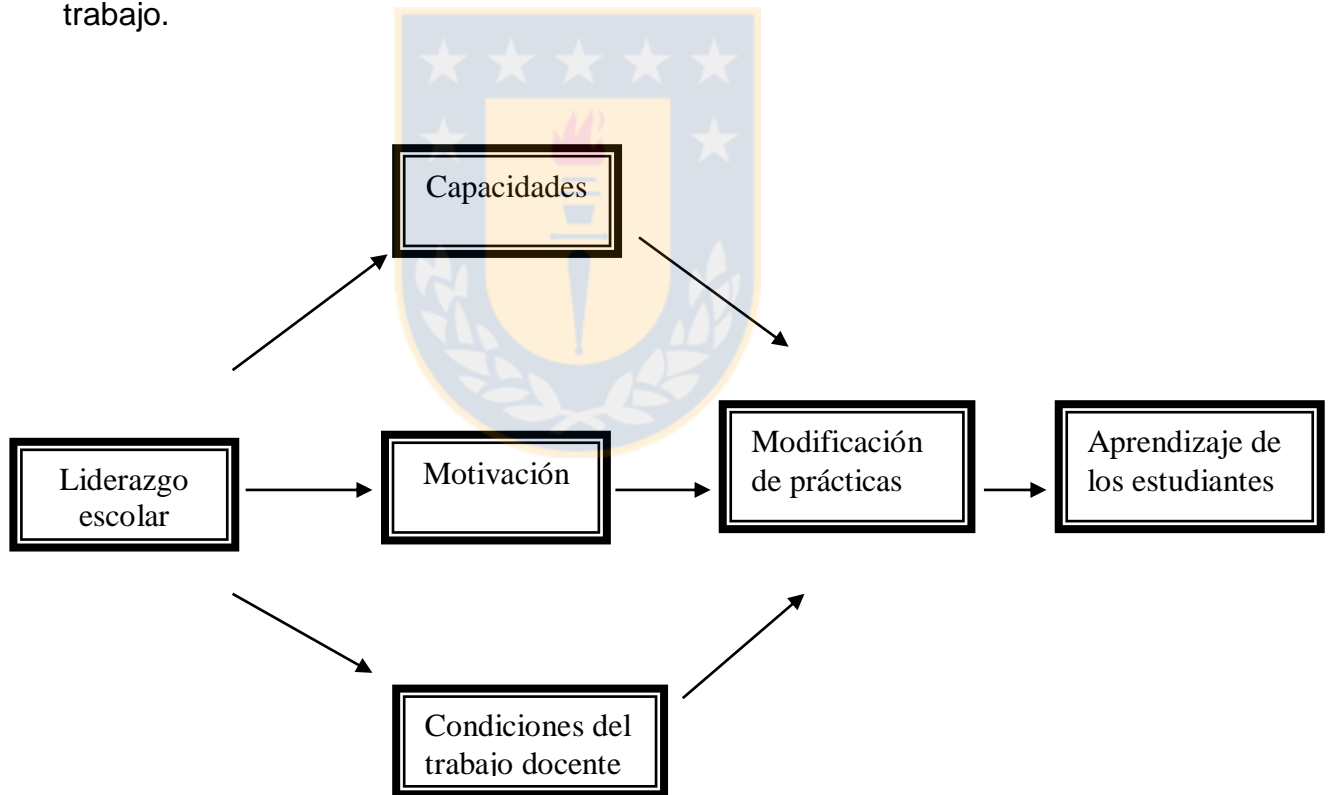 trabajo.
Capacidades
Liderazgo
escolar
Motivación
Modificación
de prácticas
Aprendizaje de
los estudiantes
Condiciones del
trabajo docente